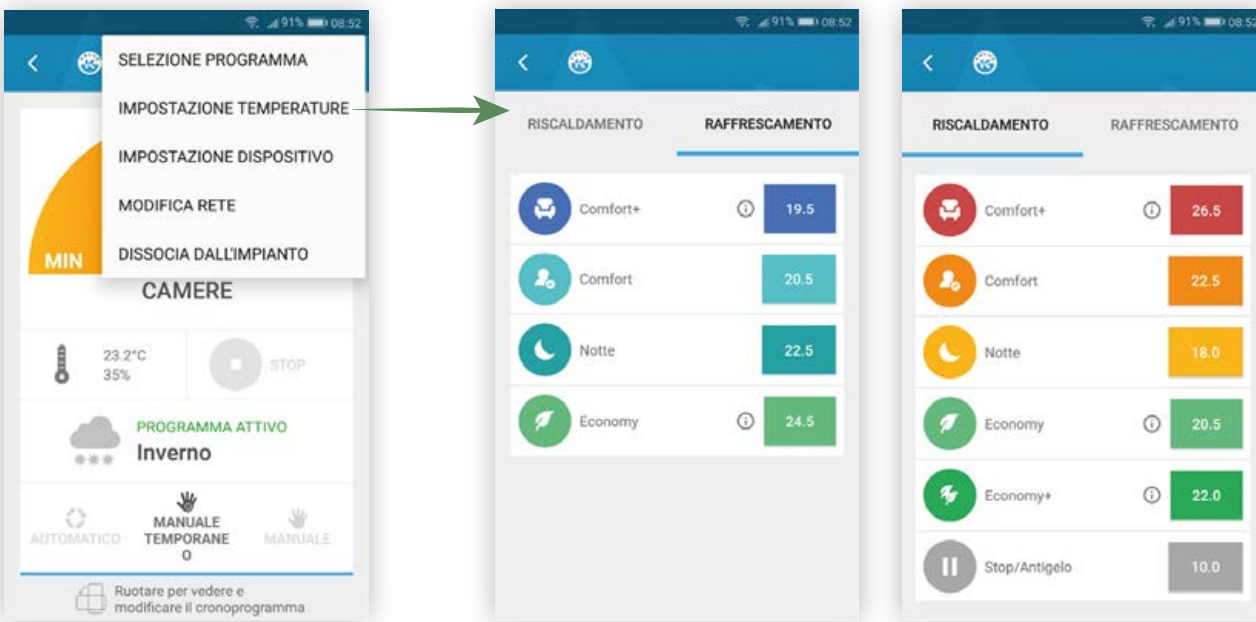 91% 08:52
SELEZIONE PROGRAMMA
IMPOSTAZIONE TEMPERATURE
IMPOSTAZIONE DISPOSITIVO
MODIFICA RETE
DISSOCIA DALL'IMPIANTO
MIN
CAMERE
23.2°C
35%
STOP
PROGRAMMA ATTIVO
Inverno
AUTOMATICO
MANUALE
TEMPORANE
O
MANUALE
Ruotare per vedere e
modificare il cronoprogramma
91% 08:52
RISCALDAMENTO RAFFRESCAMENTO
Comfort+ 19.5
Comfort 20.5
Notte 22.5
Economy 24.5
91% 08:52
RISCALDAMENTO RAFFRESCAMENTO
Comfort+ 26.5
Comfort 22.5
Notte 18.0
Economy 20.5
Economy+ 22.0
Stop/Antigelo 10.0